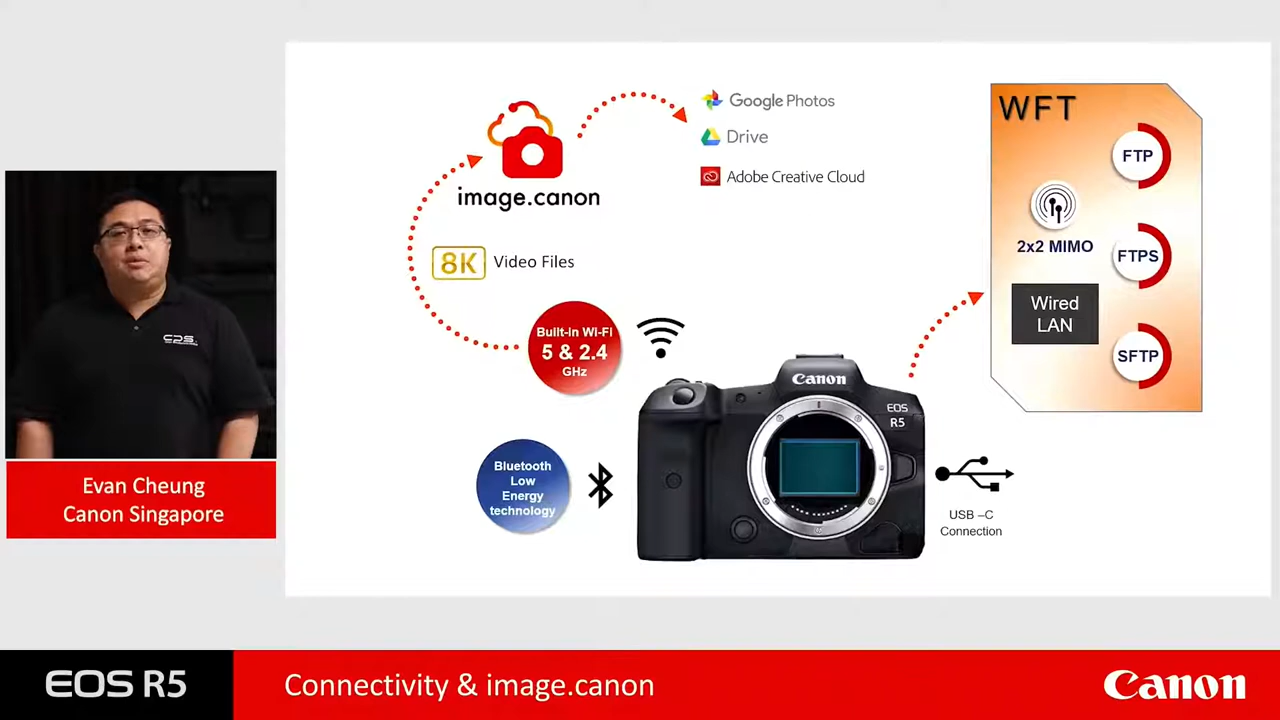 CPS
Evan Cheung
Canon Singapore
image.canon
Google Photos
Drive
Adobe Creative Cloud
8K Video Files
Built-in Wi-Fi
5 & 2.4
GHz
Bluetooth
Low
Energy
technology
Canon
EOS
R5
USB –C
Connection
WFT
2x2 MIMO
Wired
LAN
FTP
FTPS
SFTP
EOS R5
Connectivity & image.canon
Canon